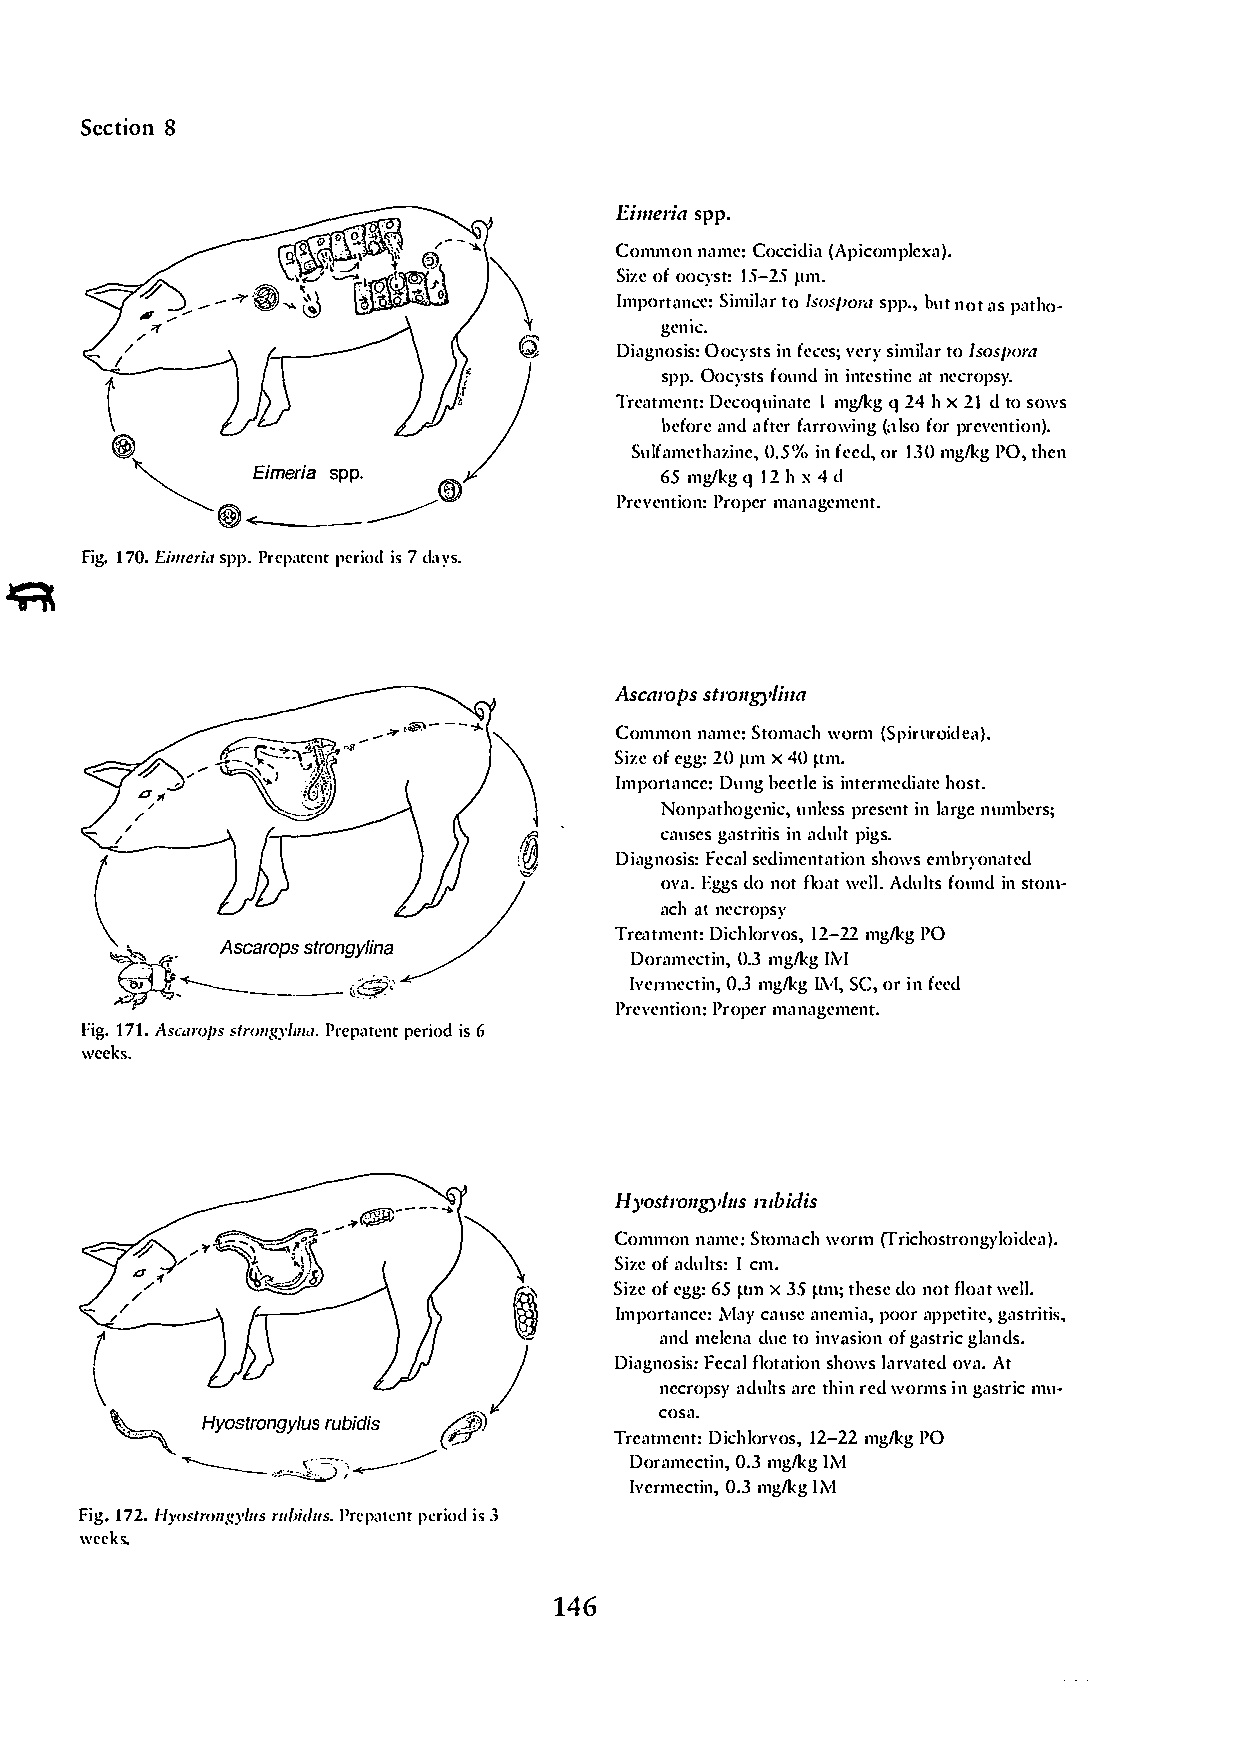 Section 8
Eimeria spp.
Common name: Coccidia (Apicomplexa).
Size of oocyst: 15–25 µm.
Importance: Similar to Isospora spp., but not as patho-
genic.
Diagnosis: Oocysts in feces; very similar to Isospora
spp. Oocysts found in intestine at necropsy.
Treatment: Decoquinate 1 mg/kg q 24 h × 21 d to sows
before and after farrowing (also for prevention).
Sulfamethazine, 0.5% in feed, or 130 mg/kg PO, then
65 mg/kg q 12 h x 4 d
Prevention: Proper management.
Eimeria spp.
Fig. 170. Eimeria spp. Prepatent period is 7 days.
Ascarops strongylina
Common name: Stomach worm (Spiruroidea).
Size of egg: 20 µm × 40 µm.
Importance: Dung beetle is intermediate host.
Nonpathogenic, unless present in large numbers;
causes gastritis in adult pigs.
Diagnosis: Fecal sedimentation shows embryonated
ova. Eggs do not float well. Adults found in stom-
ach at necropsy
Treatment: Dichlorvos, 12–22 mg/kg PO
Doramectin, 0.3 mg/kg IM
Ivermectin, 0.3 mg/kg IM, SC, or in feed
Prevention: Proper management.
Ascarops strongylina
Fig. 171. Ascarops strongylina. Prepatent period is 6
weeks.
Hyostrongylus rubidis
Common name: Stomach worm (Trichostrongyloidea).
Size of adults: 1 cm.
Size of egg: 65 µm × 35 µm; these do not float well.
Importance: May cause anemia, poor appetite, gastritis,
and melena due to invasion of gastric glands.
Diagnosis: Fecal flotation shows larvated ova. At
necropsy adults are thin red worms in gastric mu-
cosa.
Treatment: Dichlorvos, 12–22 mg/kg PO
Doramectin, 0.3 mg/kg IM
Ivermectin, 0.3 mg/kg IM
Hyostrongylus rubidis
Fig. 172. Hyostrongylus rubidus. Prepatent period is 3
weeks.
146